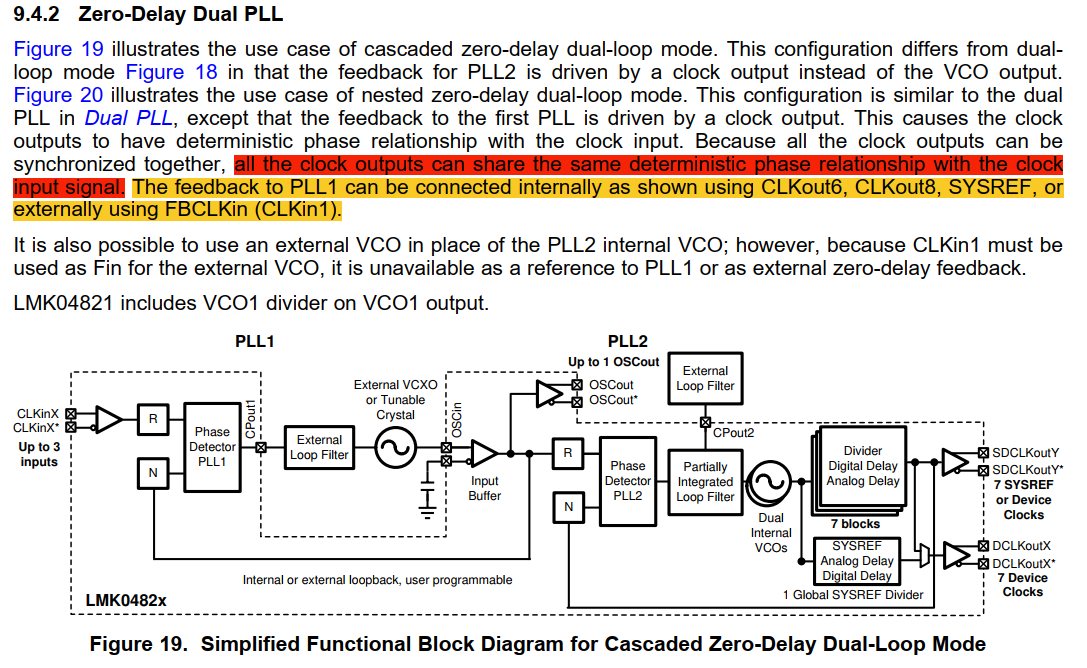 9.4.2 Zero-Delay Dual PLL
Figure 19 illustrates the use case of cascaded zero-delay dual-loop mode. This configuration differs from dual-
loop mode Figure 18 in that the feedback for PLL2 is driven by a clock output instead of the VCO output.
Figure 20 illustrates the use case of nested zero-delay dual-loop mode. This configuration is similar to the dual
PLL in Dual PLL, except that the feedback to the first PLL is driven by a clock output. This causes the clock
outputs to have deterministic phase relationship with the clock input. Because all the clock outputs can be
synchronized together, all the clock outputs can share the same deterministic phase relationship with the clock
input signal. The feedback to PLL1 can be connected internally as shown using CLKout6, CLKout8, SYSREF, or
externally using FBCLKin (CLKin1).
It is also possible to use an external VCO in place of the PLL2 internal VCO; however, because CLKin1 must be
used as Fin for the external VCO, it is unavailable as a reference to PLL1 or as external zero-delay feedback.
LMK04821 includes VCO1 divider on VCO1 output.
PLL1
PLL2
Up to 1 OSCout
OSCout
OSCout*
External
Loop Filter
CPout2
CLKinX
CLKinX*
Up to 3
inputs
R
N
Phase
Detector
PLL1
CPout1
External
Loop Filter
External VCXO
or Tunable
Crystal
OSCin
Input
Buffer
R
N
Phase
Detector
PLL2
Partially
Integrated
Loop Filter
Dual
Internal
VCOs
Divider
Digital Delay
Analog Delay
7 blocks
SYSREF
Analog Delay
Digital Delay
1 Global SYSREF Divider
SDCLKoutY
SDCLKoutY*
7 SYSREF
or Device
Clocks
DCLKoutX
DCLKoutX*
7 Device
Clocks
Internal or external loopback, user programmable
LMK0482x
Figure 19. Simplified Functional Block Diagram for Cascaded Zero-Delay Dual-Loop Mode